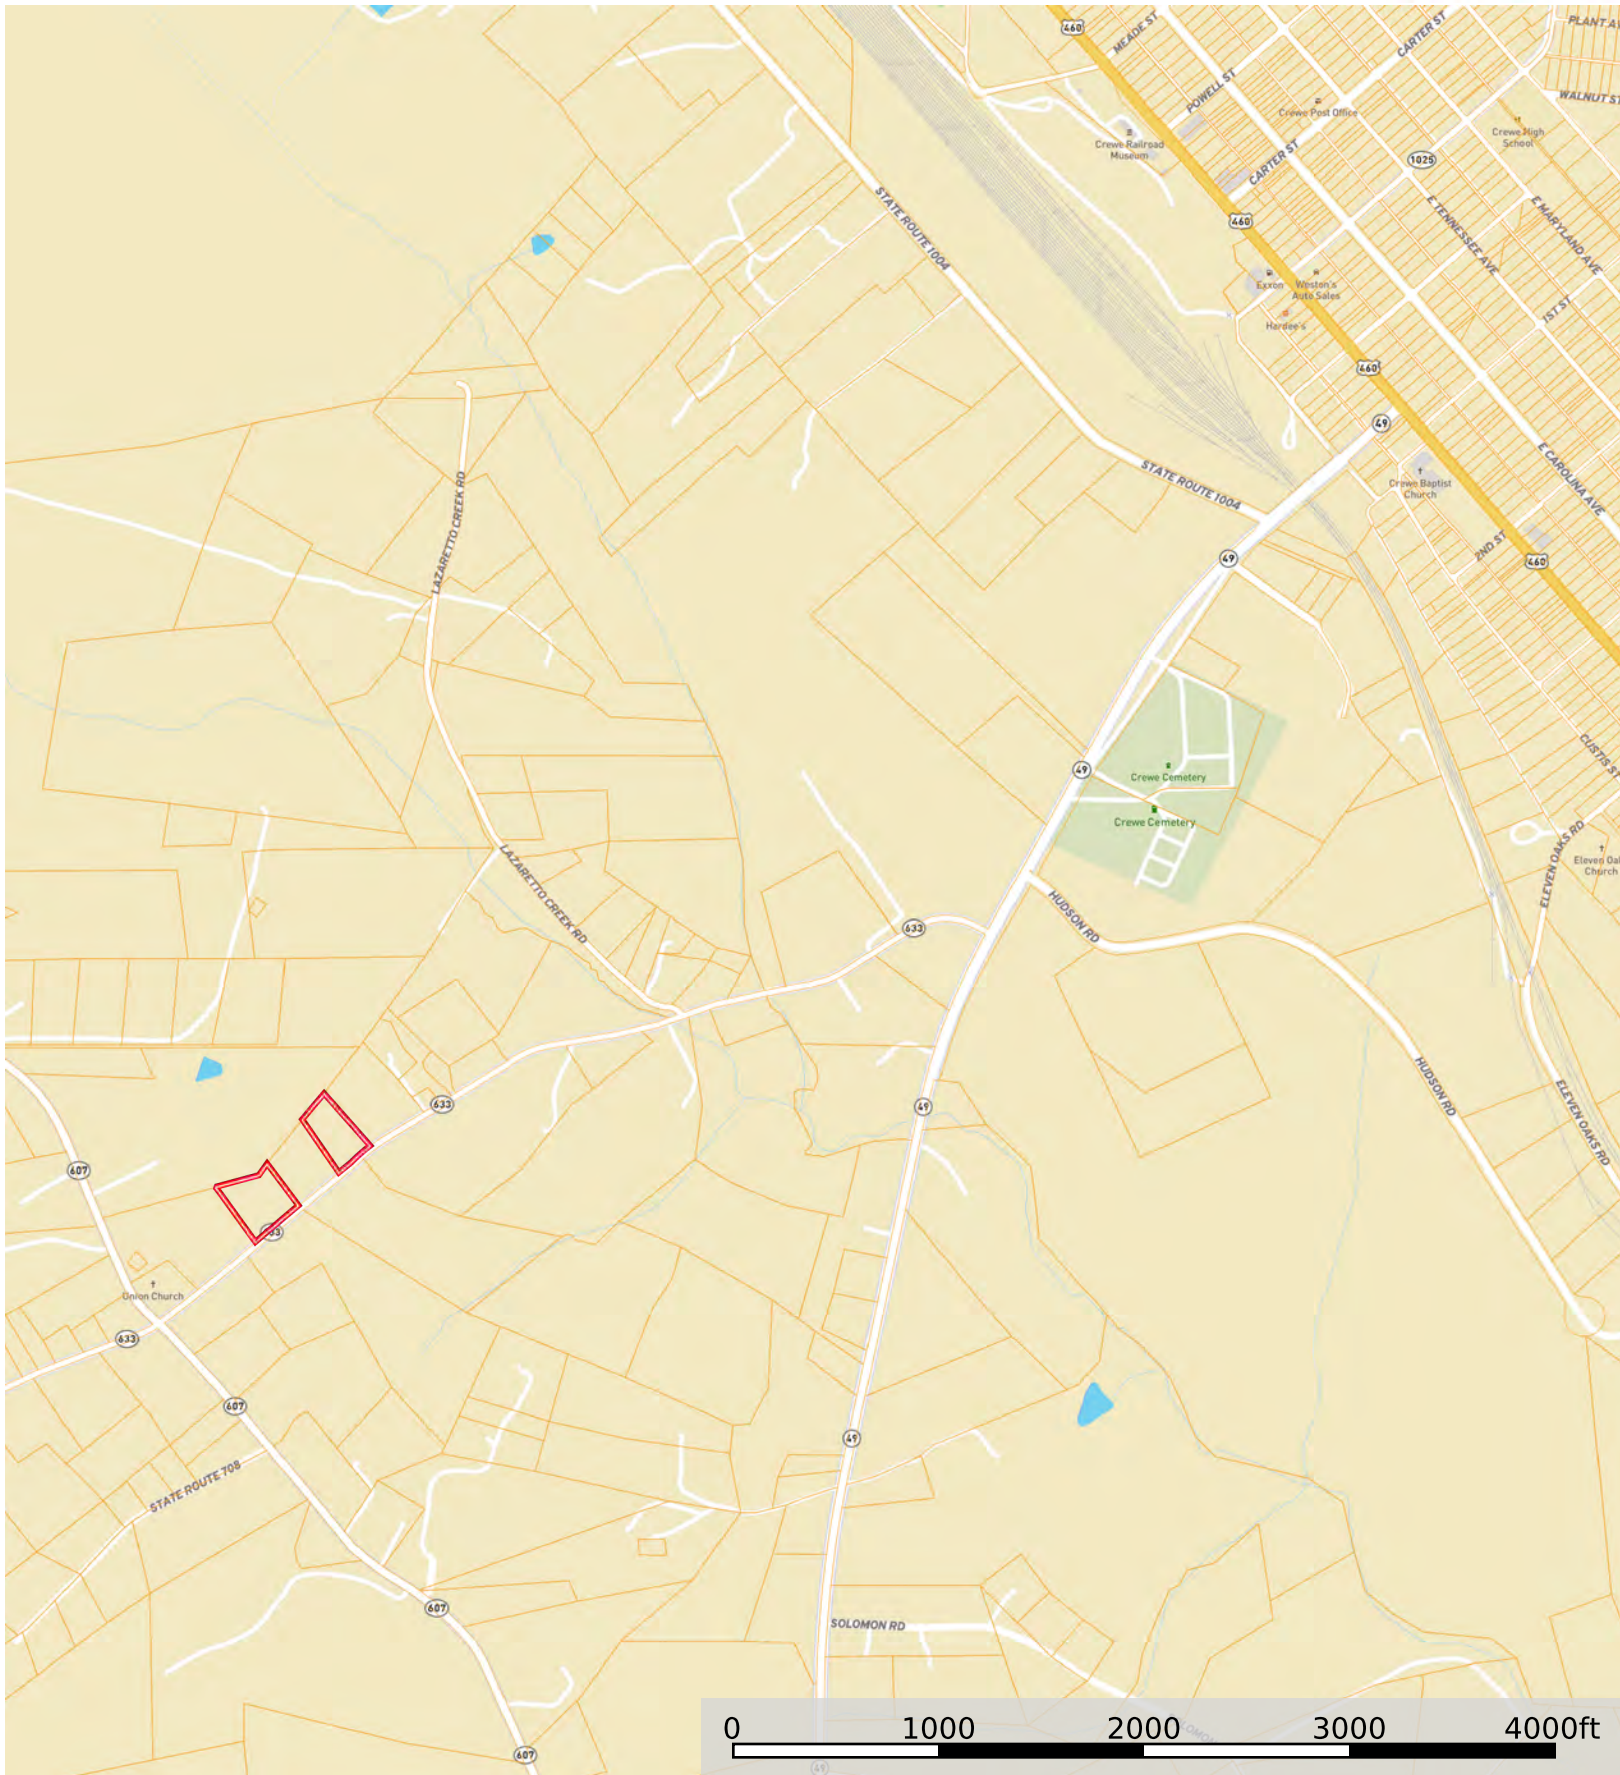 460
MEADE ST
CARTER ST
PLANT A
POWELL ST
WALNUT ST
Crewe Post Office
Crewe High
School
Crewe Railroad
Museum
1025
CARTER ST
STATE ROUTE 1004
460
E TENNESSEE AVE
E MARYLAND AVE
Exxon
Weston's
Auto Sales
Hardee's
1ST ST
460
49
STATE ROUTE 1004
Crewe Baptist
Church
E CAROLINA AVE
LAZARETTO CREEK RD
49
2ND ST
460
49
Crewe Cemetery
Crewe Cemetery
CUSTIS S
LAZARETTO CREEK RD
ELEVEN OAKS RD
Eleven Oa
Church
633
HUDSON RD
633
49
HUDSON RD
ELEVEN OAKS RD
607
33
Union Church
633
607
49
STATE ROUTE 708
607
SOLOMON RD
SOLOMO
607
49
0 1000 2000 3000 4000ft